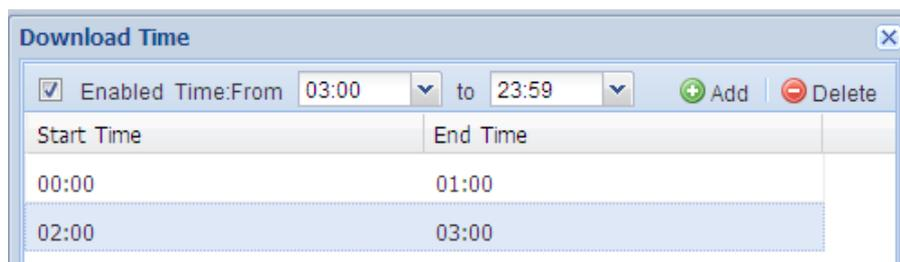 Download Time
Enabled Time:From 03:00 to 23:59 Add Delete
Start Time End Time
00:00 01:00
02:00 03:00